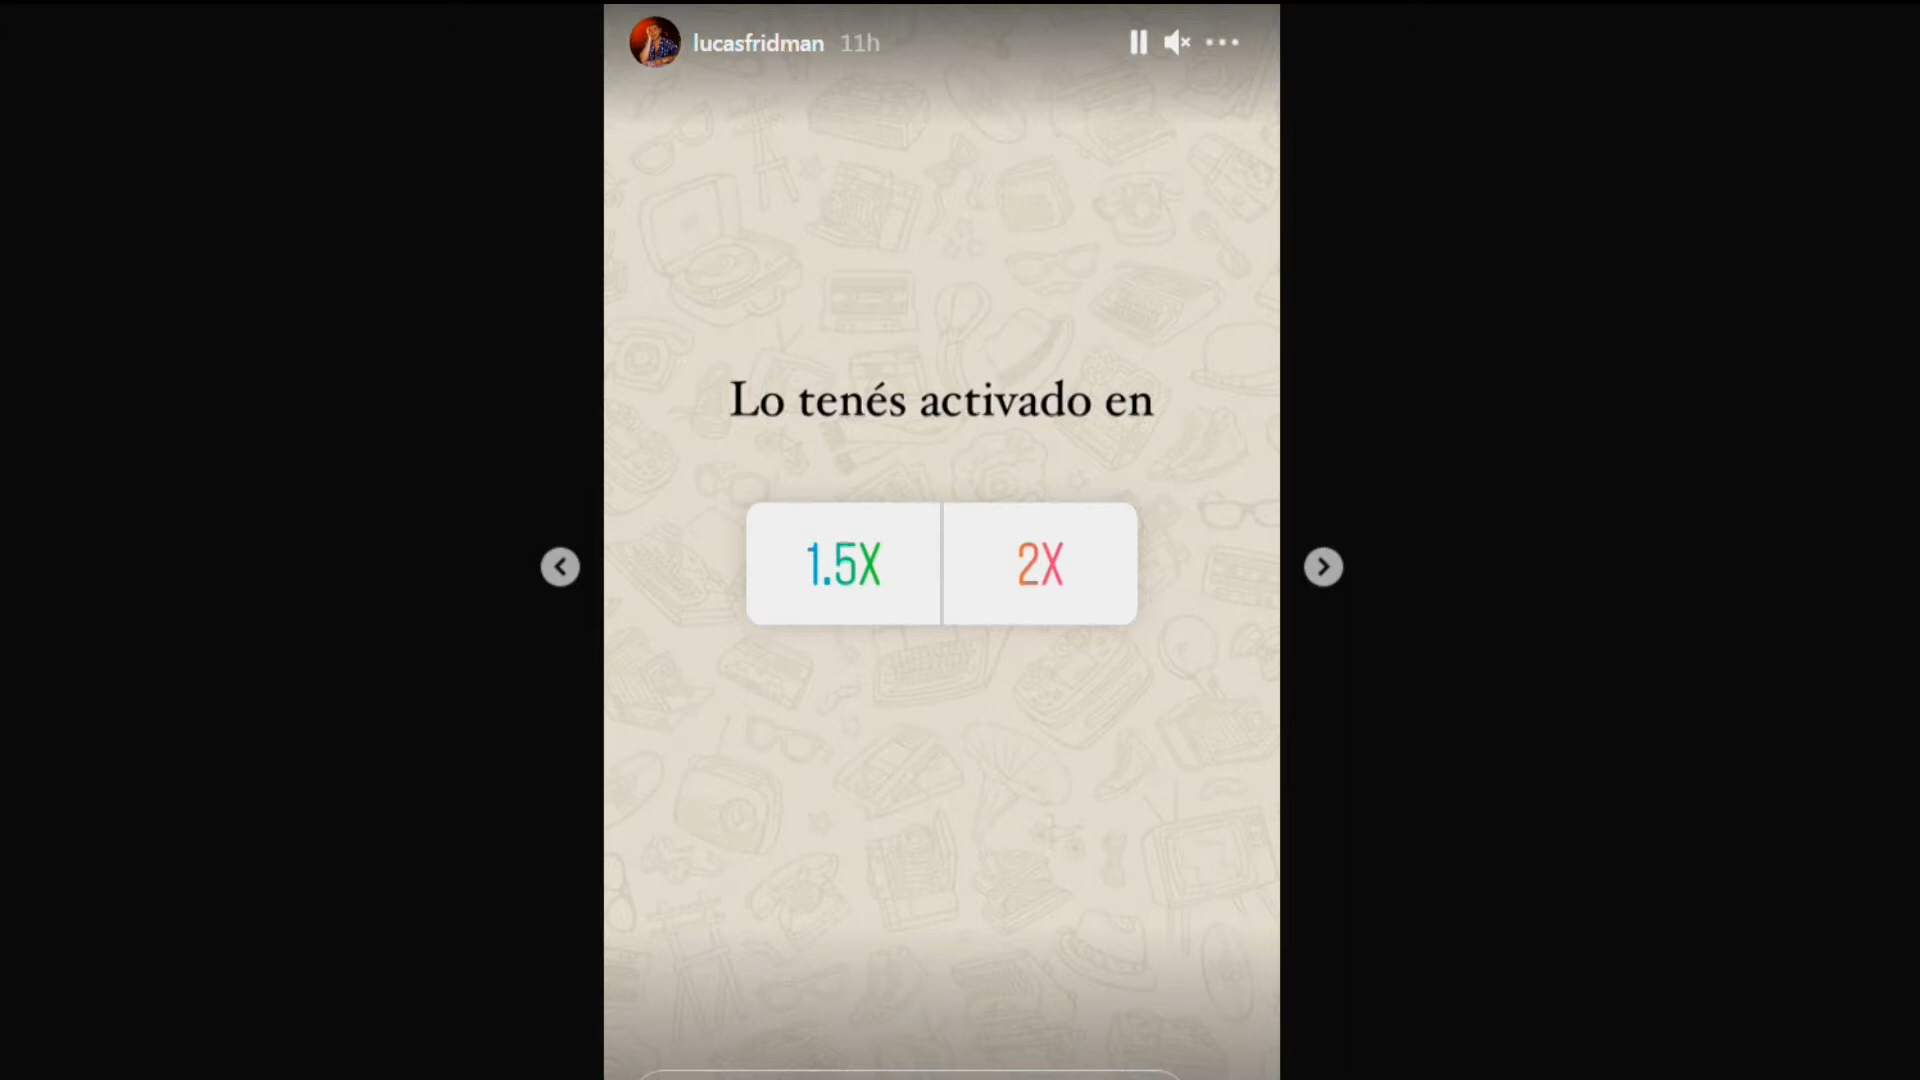 lucasfridman 11h
Lo tenés activado en
1.5X 2X